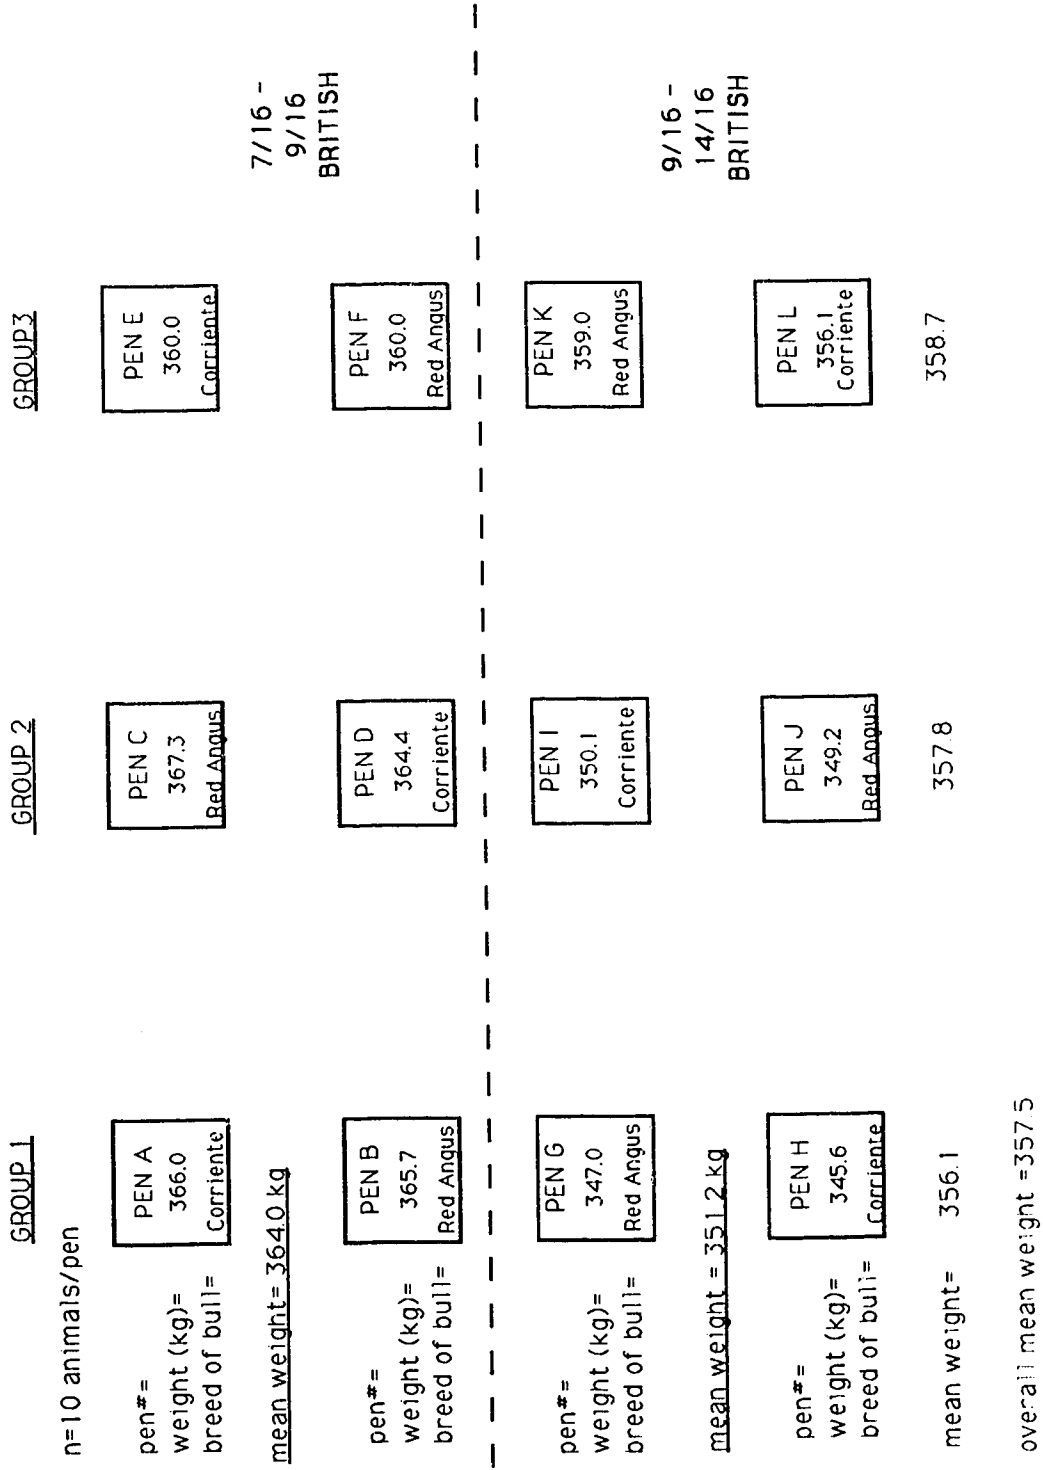 GROUP 1
GROUP 2
GROUP3
n=10 animals/pen
pen#=
weight (kg)=
breed of bull=
PEN A
366.0
Corriente
PEN C
367.3
Red Angus
PEN E
360.0
Corriente
mean weight= 364.0 kg
7/16 -
9/16
BRITISH
pen#=
weight (kg)=
breed of bull=
PEN B
365.7
Red Angus
PEN D
364.4
Corriente
PEN F
360.0
Red Angus
pen#=
weight (kg)=
breed of bull=
PEN G
347.0
Red Angus
PEN I
350.1
Corriente
PEN K
359.0
Red Angus
mean weight = 351.2 kg
9/16 -
14/16
BRITISH
pen#=
weight (kg)=
breed of bull=
PEN H
345.6
Corriente
PEN J
349.2
Red Angus
PEN L
356.1
Corriente
mean weight= 356.1 357.8 358.7
overall mean weight =357.5